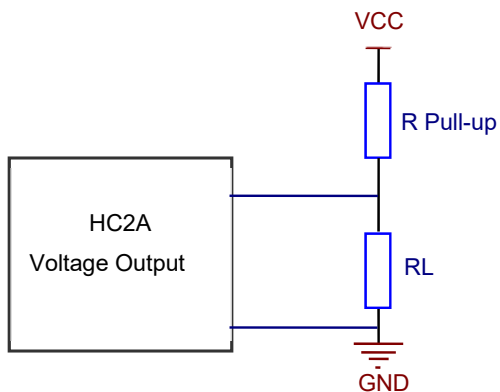 VCC
R Pull-up
HC2A
Voltage Output
RL
GND